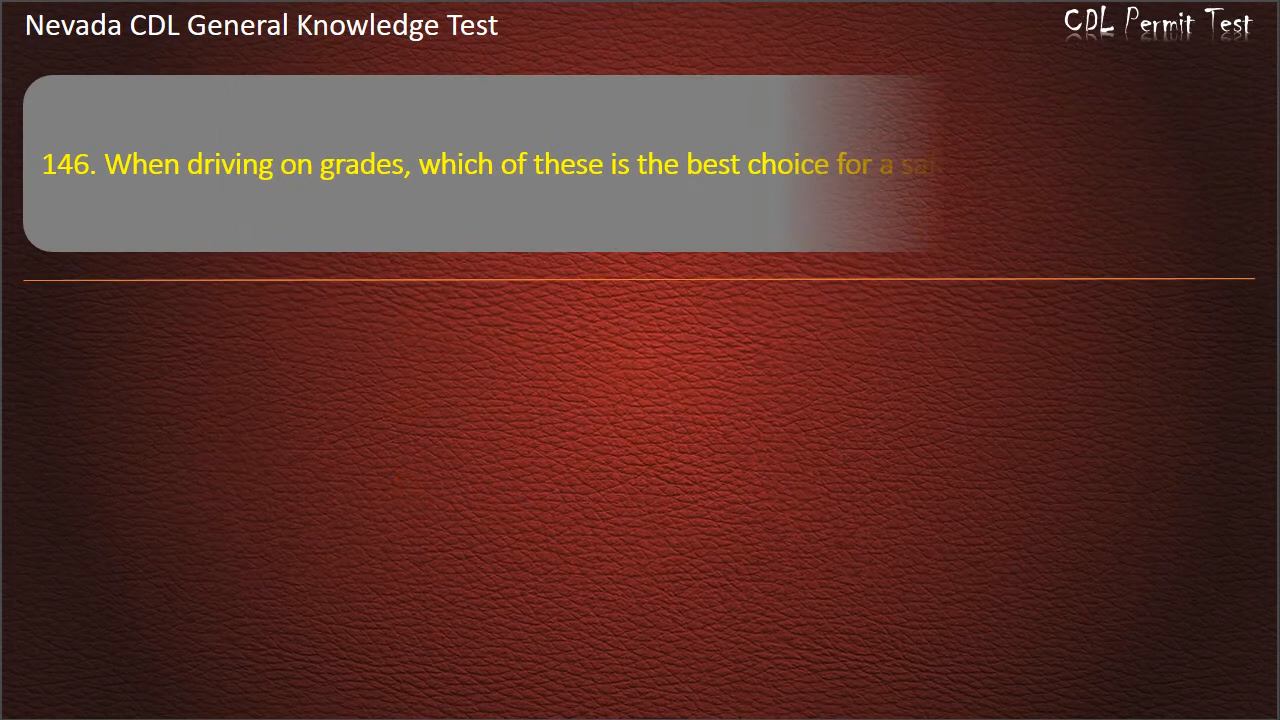 Nevada CDL General Knowledge Test
CDL Permit Test
146. When driving on grades, which of these is the best choice for a